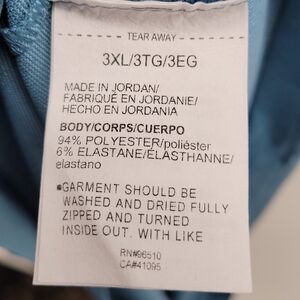 TEAR AWAY
3XL/3TG/3EG
MADE IN JORDAN/
FABRIQUÉ EN JORDANIE/
HECHO EN JORDANIA
BODY/CORPS/CUERPO
94% POLYESTER/poliéster
6% ELASTANE/ÉLASTHANNE/
elastano
•GARMENT SHOULD BE
WASHED AND DRIED FULLY
ZIPPED AND TURNED
INSIDE OUT. WITH LIKE
RN#96510
CA#41095